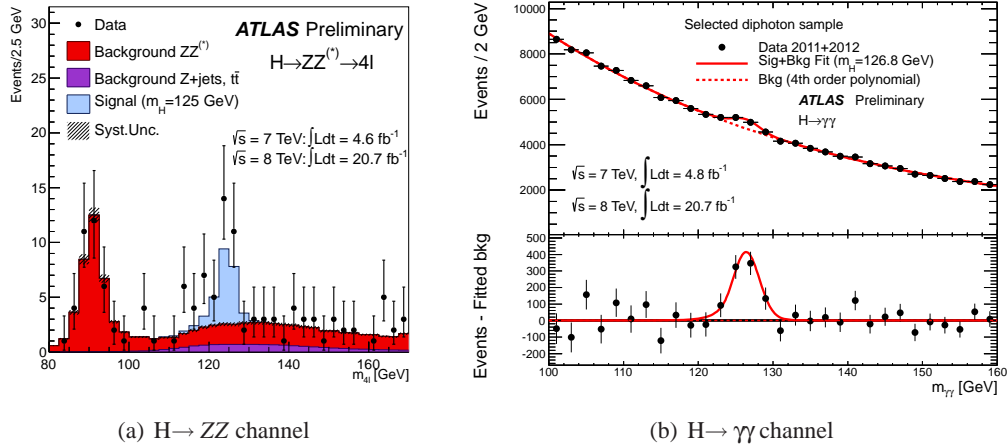 Events/2.5 GeV
30
25
20
15
10
5
0
Data
Background ZZ(*)
Background Z+jets, tt̄
Signal (mH=125 GeV)
Syst.Unc.
ATLAS Preliminary
H→ZZ(*)→4l
√s = 7 TeV:∫Ldt = 4.6 fb-1
√s = 8 TeV:∫Ldt = 20.7 fb-1
80 100 120 140 160
m4l [GeV]
(a) H→ ZZ channel
Events / 2 GeV
10000
8000
6000
4000
2000
Selected diphoton sample
Data 2011+2012
Sig+Bkg Fit (mH=126.8 GeV)
Bkg (4th order polynomial)
ATLAS Preliminary
H→γγ
√s = 7 TeV, ∫Ldt = 4.8 fb-1
√s = 8 TeV, ∫Ldt = 20.7 fb-1
Events - Fitted bkg
500
400
300
200
100
0
-100
-200
100 110 120 130 140 150 160
mγγ [GeV]
(b) H→ γγ channel